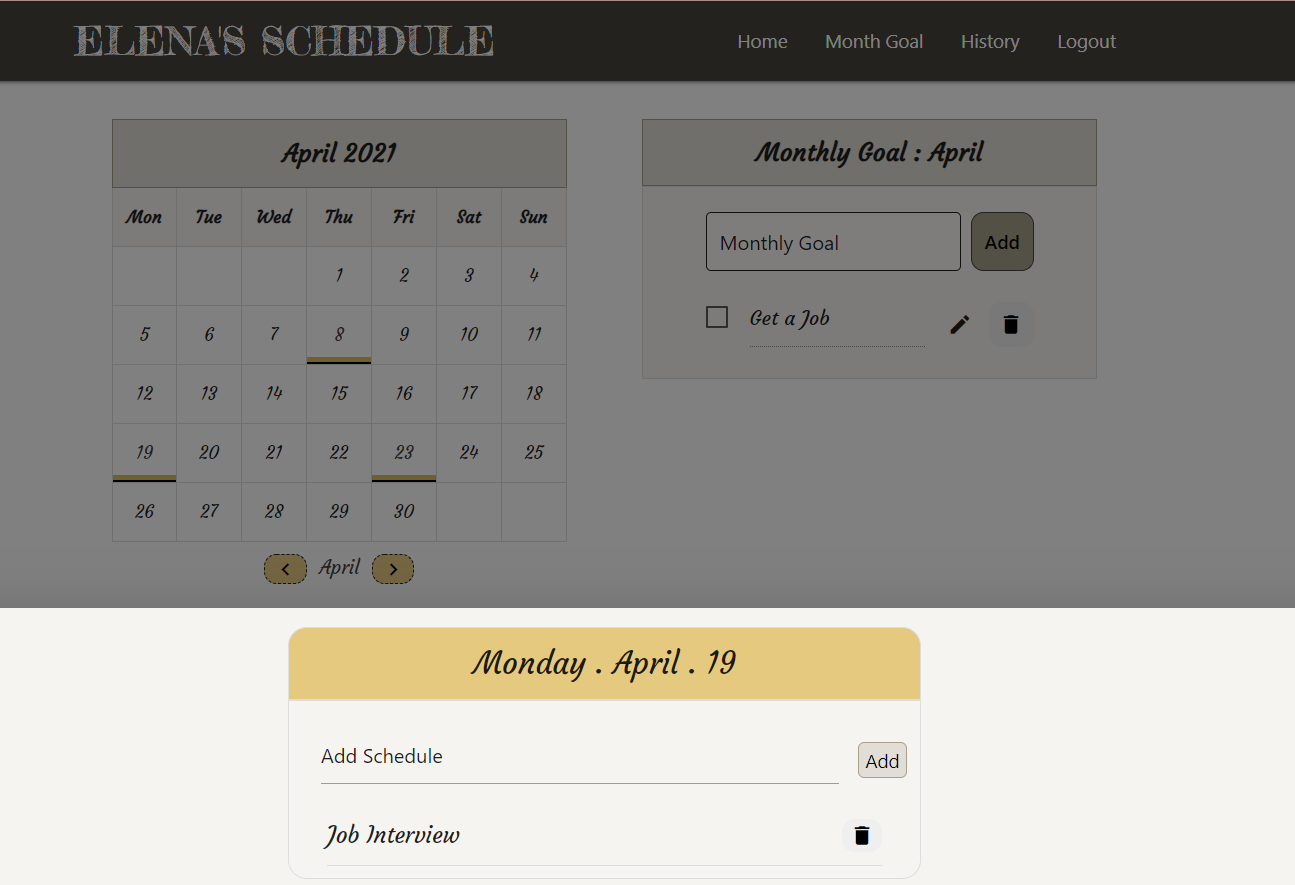 ELENA'S SCHEDULE
Home Month Goal History Logout
April 2021
Mon Tue Wed Thu Fri Sat Sun
1 2 3 4
5 6 7 8 9 10 11
12 13 14 15 16 17 18
19 20 21 22 23 24 25
26 27 28 29 30
April
Monthly Goal : April
Monthly Goal Add
Get a Job
Monday . April . 19
Add Schedule Add
Job Interview